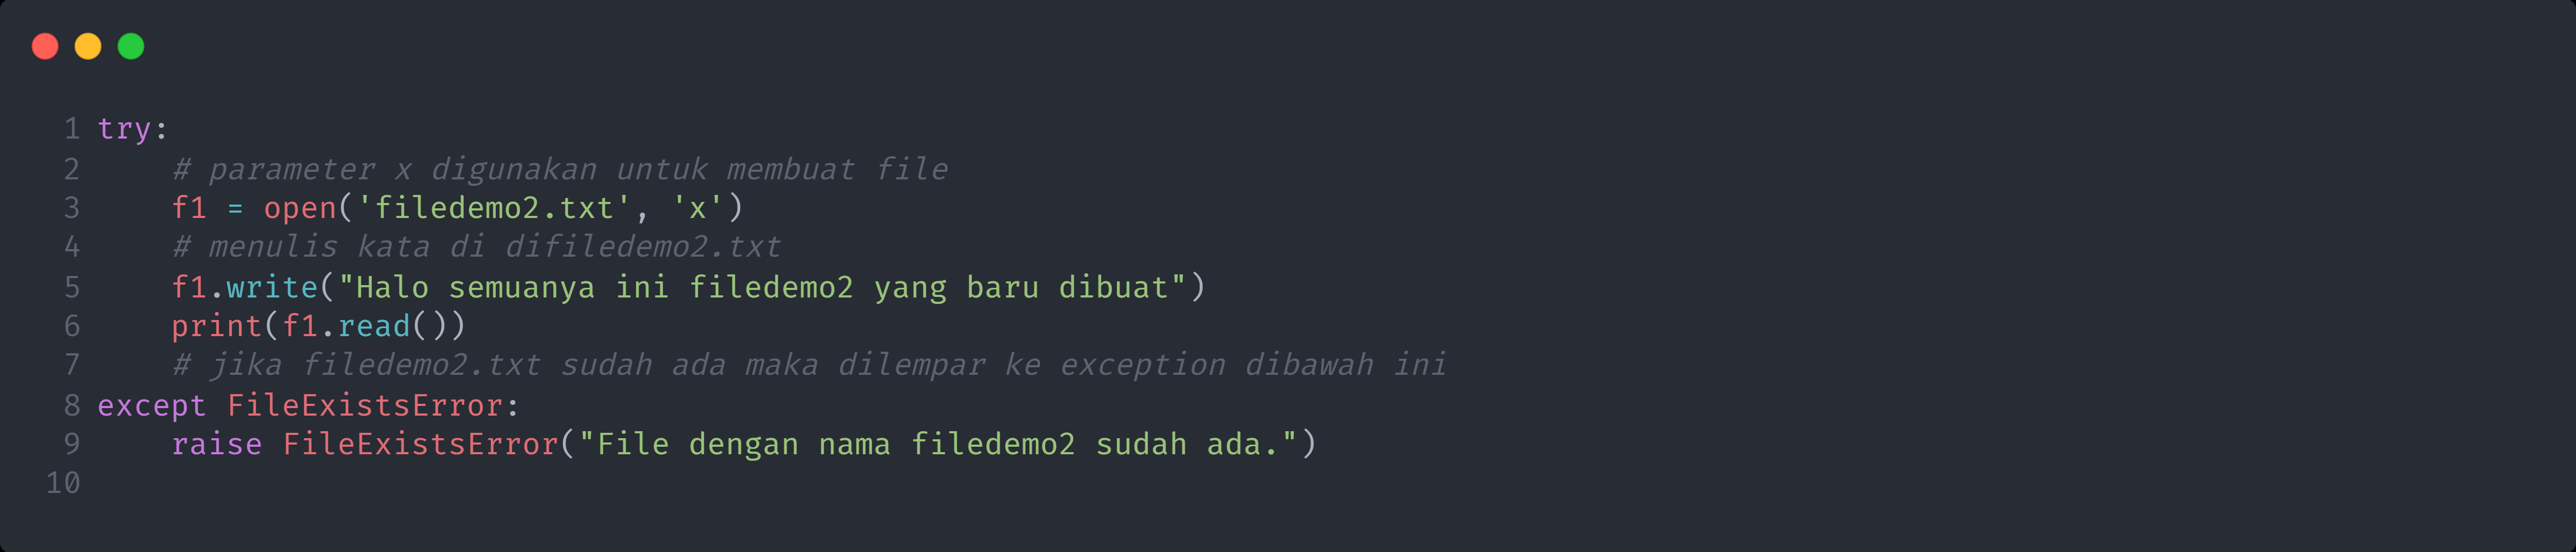 1 try:
2     # parameter x digunakan untuk membuat file
3     f1 = open('filedemo2.txt', 'x')
4     # menulis kata di difiledemo2.txt
5     f1.write("Halo semuanya ini filedemo2 yang baru dibuat")
6     print(f1.read())
7     # jika filedemo2.txt sudah ada maka dilempar ke exception dibawah ini
8 except FileExistsError:
9     raise FileExistsError("File dengan nama filedemo2 sudah ada.")
10